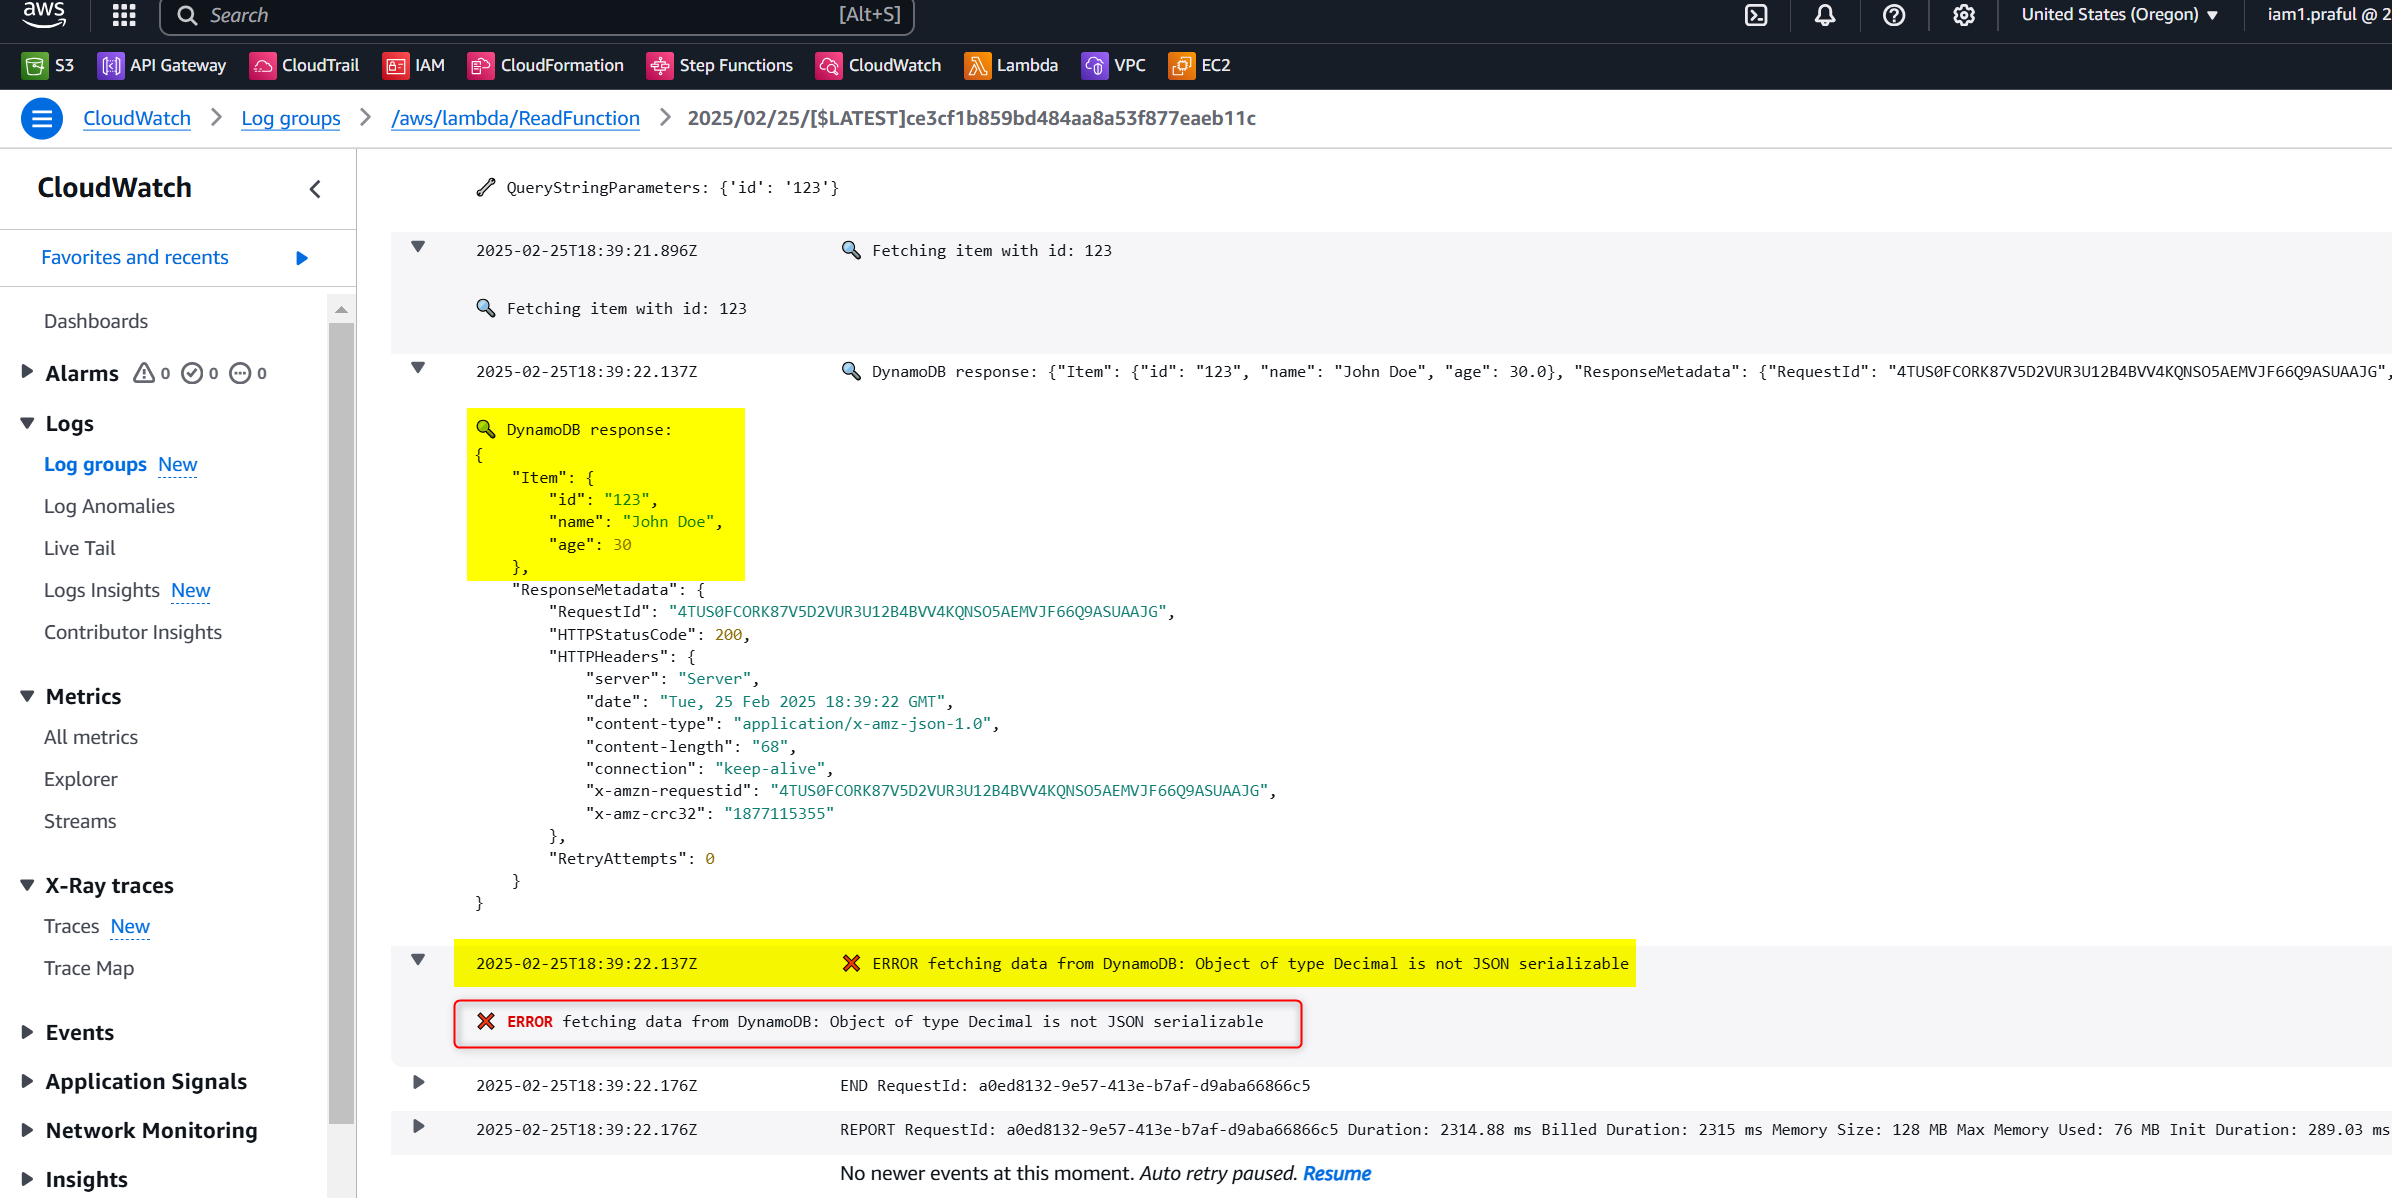 aws
Search [Alt+S]
United States (Oregon) iam1.praful @ 2
S3 API Gateway CloudTrail IAM CloudFormation Step Functions CloudWatch Lambda VPC EC2
CloudWatch Log groups /aws/lambda/ReadFunction 2025/02/25/[$LATEST]ce3cf1b859bd484aa8a53f877eaeb11c
CloudWatch
Favorites and recents
Dashboards
Alarms 0 0 0
Logs
Log groups New
Log Anomalies
Live Tail
Logs Insights New
Contributor Insights
Metrics
All metrics
Explorer
Streams
X-Ray traces
Traces New
Trace Map
Events
Application Signals
Network Monitoring
Insights
QueryStringParameters: {'id': '123'}
2025-02-25T18:39:21.896Z Fetching item with id: 123
Fetching item with id: 123
2025-02-25T18:39:22.137Z DynamoDB response: {"Item": {"id": "123", "name": "John Doe", "age": 30.0}, "ResponseMetadata": {"RequestId": "4TUS0FCORK87V5D2VUR3U12B4BVV4KQNSO5AEMVJF66Q9ASUAAJG",
DynamoDB response:
{
"Item": {
"id": "123",
"name": "John Doe",
"age": 30
},
"ResponseMetadata": {
"RequestId": "4TUS0FCORK87V5D2VUR3U12B4BVV4KQNSO5AEMVJF66Q9ASUAAJG",
"HTTPStatusCode": 200,
"HTTPHeaders": {
"server": "Server",
"date": "Tue, 25 Feb 2025 18:39:22 GMT",
"content-type": "application/x-amz-json-1.0",
"content-length": "68",
"connection": "keep-alive",
"x-amzn-requestid": "4TUS0FCORK87V5D2VUR3U12B4BVV4KQNSO5AEMVJF66Q9ASUAAJG",
"x-amz-crc32": "1877115355"
},
"RetryAttempts": 0
}
}
2025-02-25T18:39:22.137Z ERROR fetching data from DynamoDB: Object of type Decimal is not JSON serializable
ERROR fetching data from DynamoDB: Object of type Decimal is not JSON serializable
2025-02-25T18:39:22.176Z END RequestId: a0ed8132-9e57-413e-b7af-d9aba66866c5
2025-02-25T18:39:22.176Z REPORT RequestId: a0ed8132-9e57-413e-b7af-d9aba66866c5 Duration: 2314.88 ms Billed Duration: 2315 ms Memory Size: 128 MB Max Memory Used: 76 MB Init Duration: 289.03 ms
No newer events at this moment. Auto retry paused. Resume